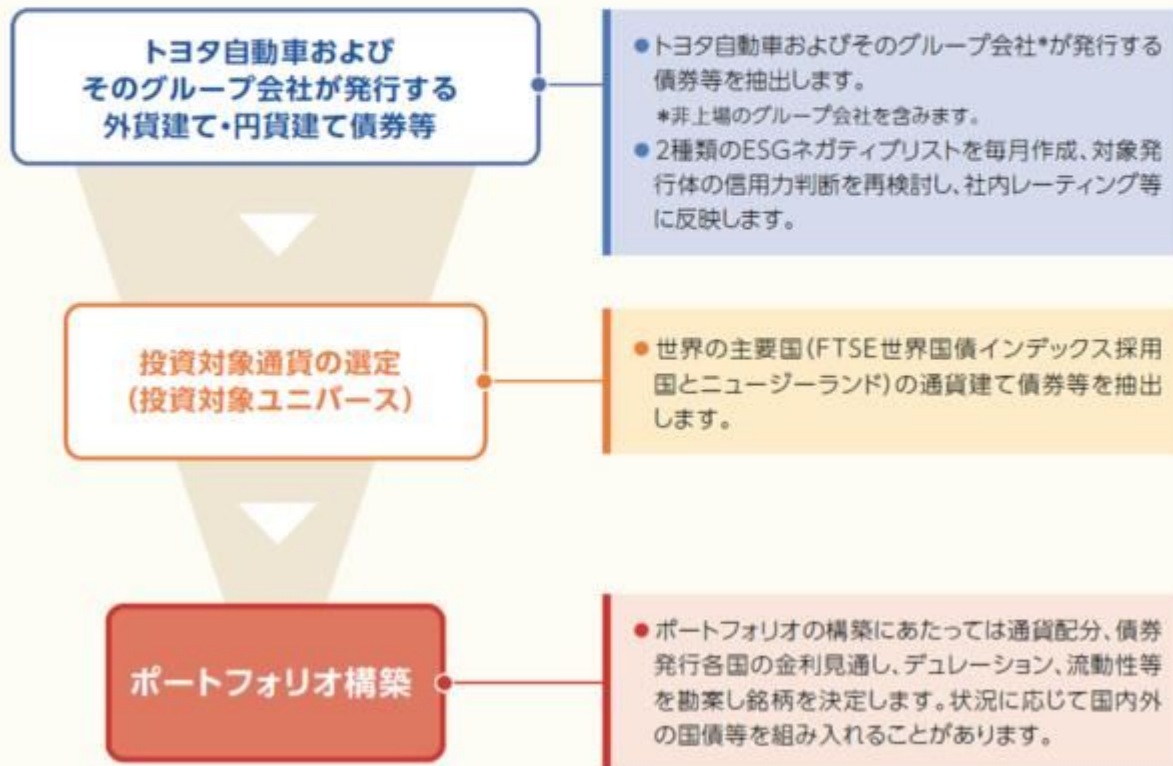 トヨタ自動車および
そのグループ会社が発行する
外貨建て・円貨建て債券等
●トヨタ自動車およびそのグループ会社*が発行する
債券等を抽出します。
*非上場のグループ会社を含みます。
●2種類のESGネガティブリストを毎月作成、対象発
行体の信用力判断を再検討し、社内レーティング等
に反映します。
投資対象通貨の選定
(投資対象ユニバース)
●世界の主要国(FTSE世界国債インデックス採用
国とニュージーランド)の通貨建て債券等を抽出
します。
ポートフォリオ構築
●ポートフォリオの構築にあたっては通貨配分、債券
発行各国の金利見通し、デュレーション、流動性等
を勘案し銘柄を決定します。状況に応じて国内外
の国債等を組み入れることがあります。